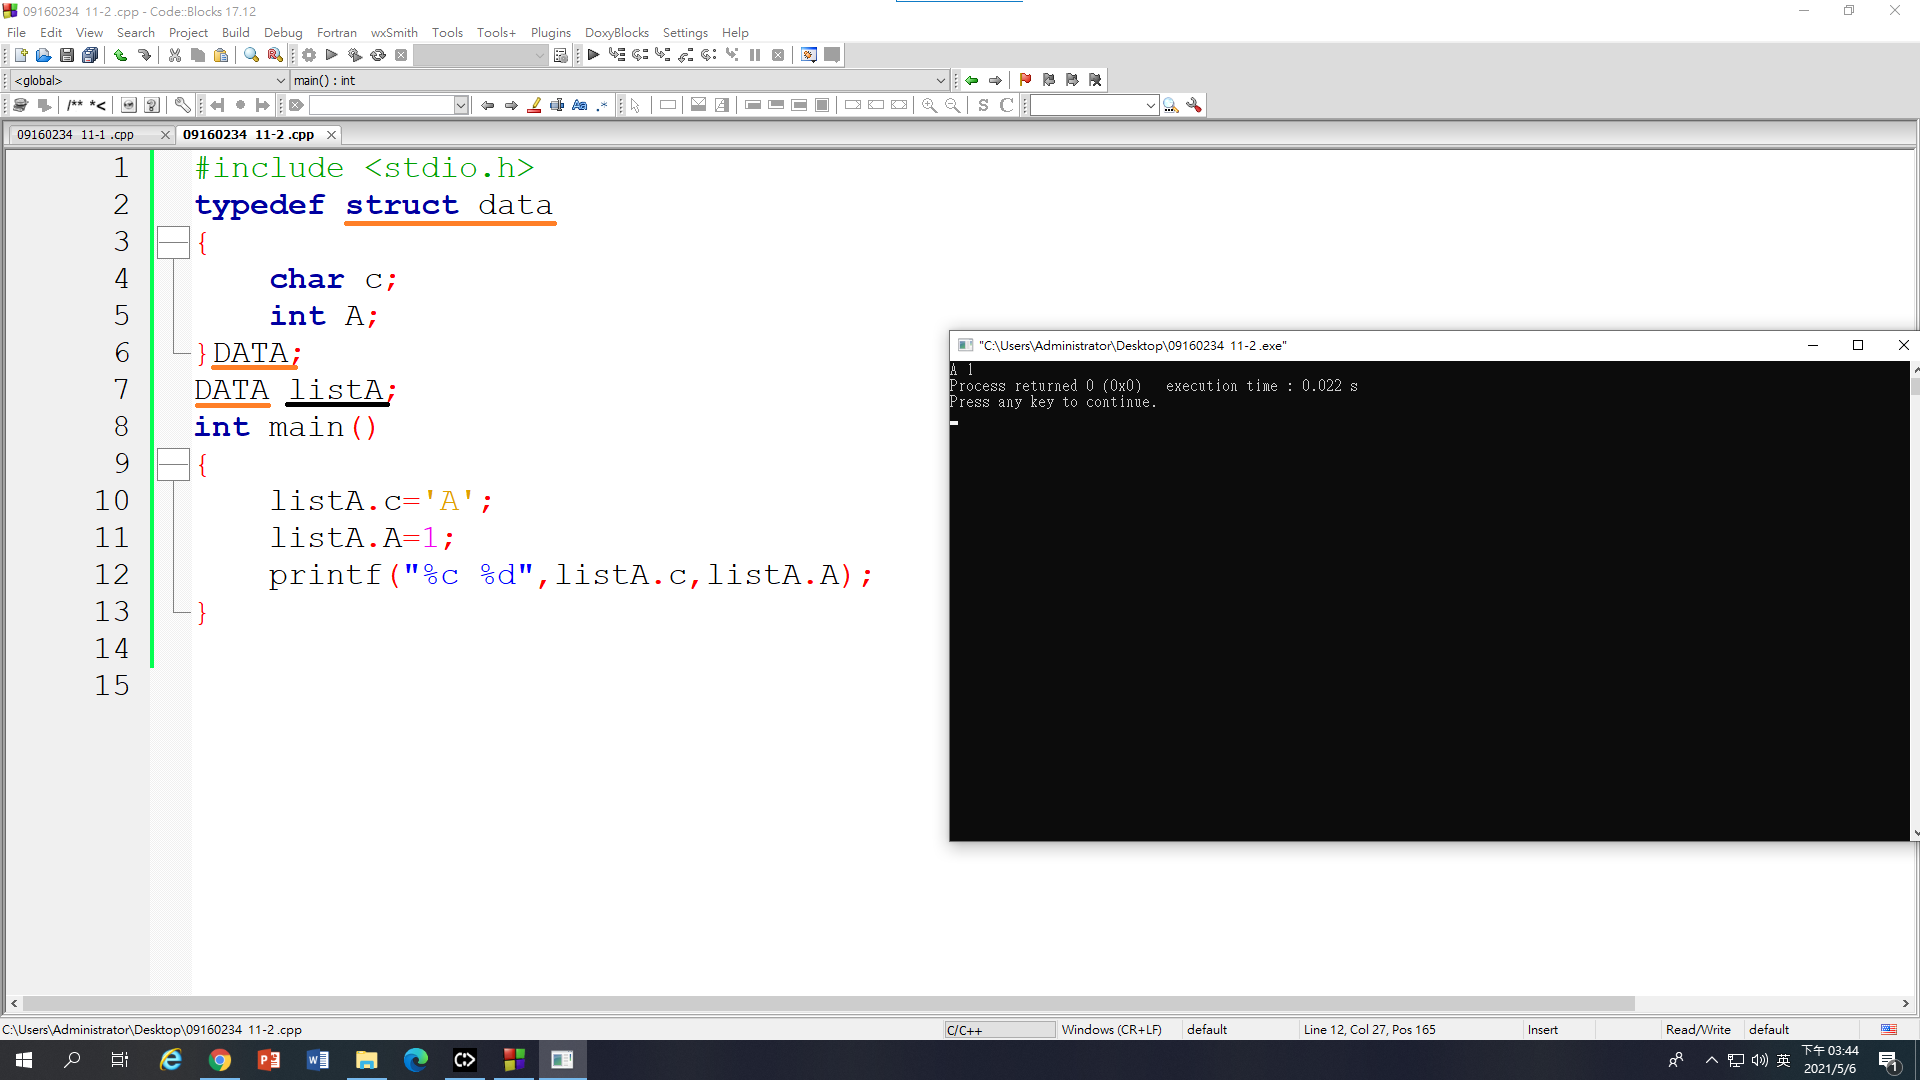 09160234 11-2 .cpp - Code::Blocks 17.12
File Edit View Search Project Build Debug Fortran wxSmith Tools Tools+ Plugins DoxyBlocks Settings Help
<global> main() : int
/** *<
S C
09160234 11-1 .cpp 09160234 11-2 .cpp
1 #include <stdio.h>
2 typedef struct data
3 {
4 char c;
5 int A;
6 }DATA;
7 DATA listA;
8 int main()
9 {
10 listA.c='A';
11 listA.A=1;
12 printf("%c %d",listA.c,listA.A);
13 }
14
15
"C:\Users\Administrator\Desktop\09160234 11-2 .exe"
A 1
Process returned 0 (0x0) execution time : 0.022 s
Press any key to continue.
C:\Users\Administrator\Desktop\09160234 11-2 .cpp C/C++ Windows (CR+LF) default Line 12, Col 27, Pos 165 Insert Read/Write default
英 下午 03:44
2021/5/6
1